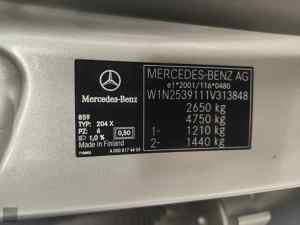 MERCEDES-BENZ AG
e1*2001/116*0480
W1N2539111V313848
2650 kg
4750 kg
1- 1210 kg
2- 1440 kg
Mercedes-Benz
859
TYP: 204 X
PZ: 4 0,50
1,0 %
Made in Finland